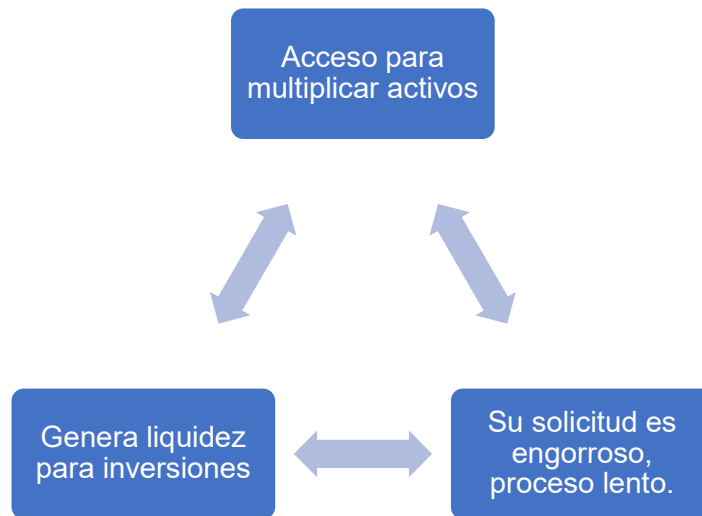 Acceso para
multiplicar activos
Genera liquidez
para inversiones
Su solicitud es
engorroso,
proceso lento.